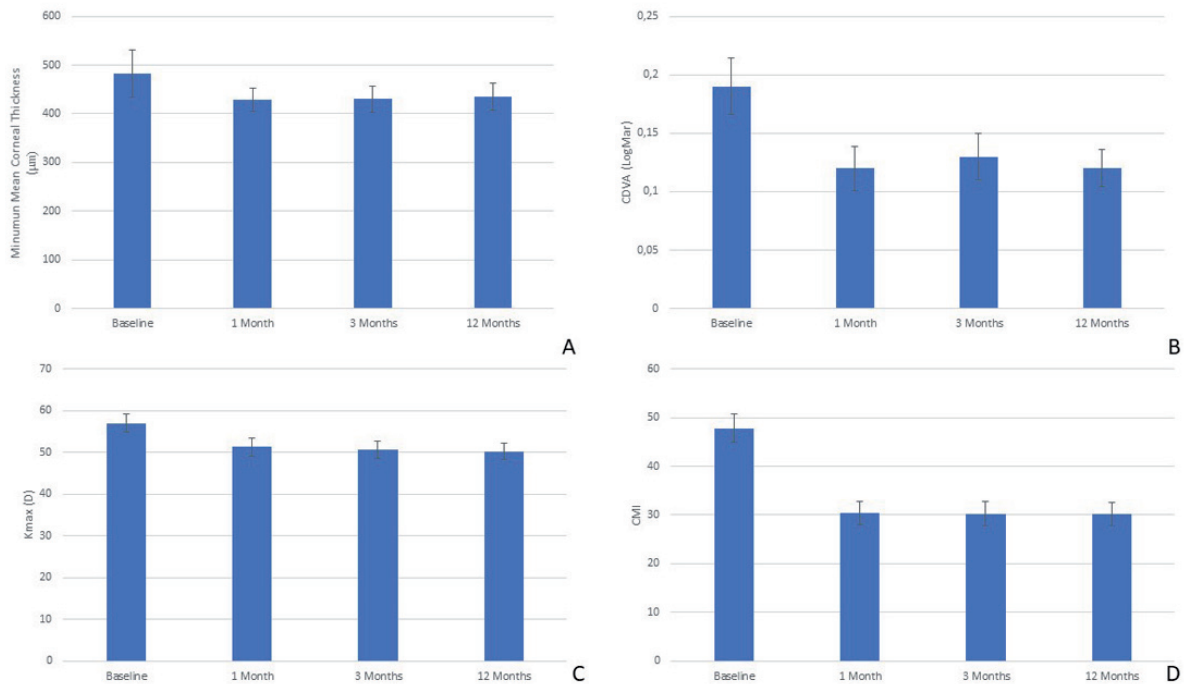 600
500
400
300
200
100
0
Minumun Mean Corneal Thickness
(μm)
Baseline 1 Month 3 Months 12 Months
A
0,25
0,2
0,15
0,1
0,05
0
CDVA (LogMar)
Baseline 1 Month 3 Months 12 Months
B
70
60
50
40
30
20
10
0
Kmax (D)
Baseline 1 Month 3 Months 12 Months
C
60
50
40
30
20
10
0
CMI
Baseline 1 Month 3 Months 12 Months
D